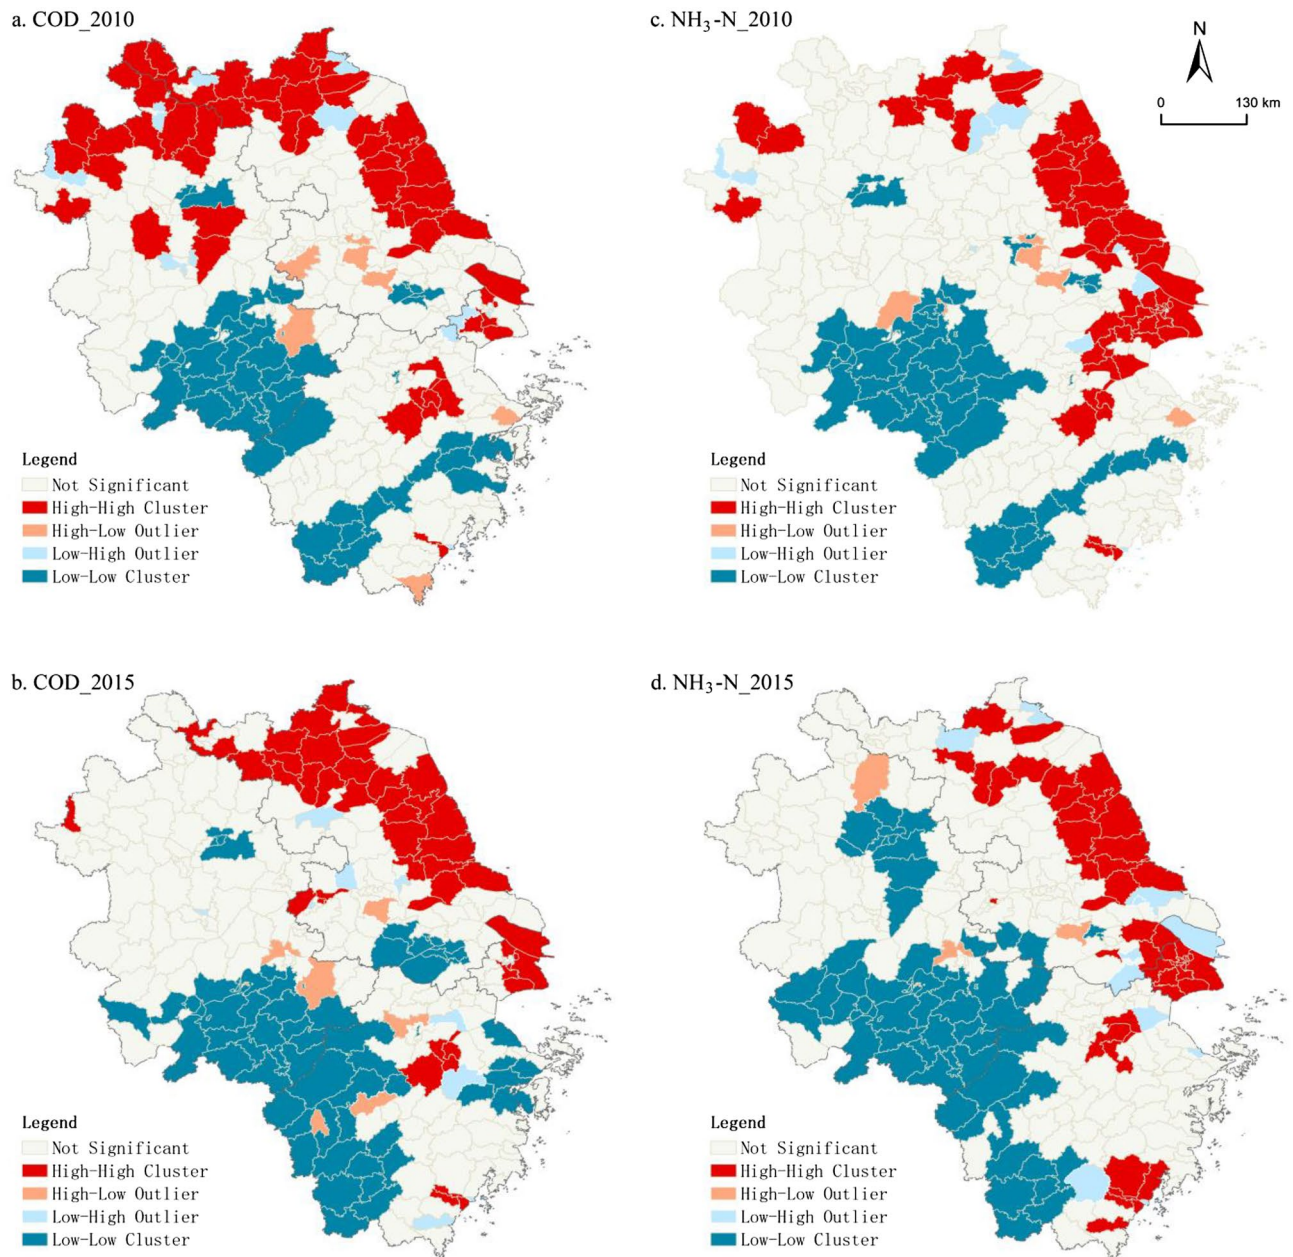 a. COD_2010
c. NH₃-N_2010
N
0 130 km
Legend
Not Significant
High-High Cluster
High-Low Outlier
Low-High Outlier
Low-Low Cluster
Legend
Not Significant
High-High Cluster
High-Low Outlier
Low-High Outlier
Low-Low Cluster
b. COD_2015
d. NH₃-N_2015
Legend
Not Significant
High-High Cluster
High-Low Outlier
Low-High Outlier
Low-Low Cluster
Legend
Not Significant
High-High Cluster
High-Low Outlier
Low-High Outlier
Low-Low Cluster